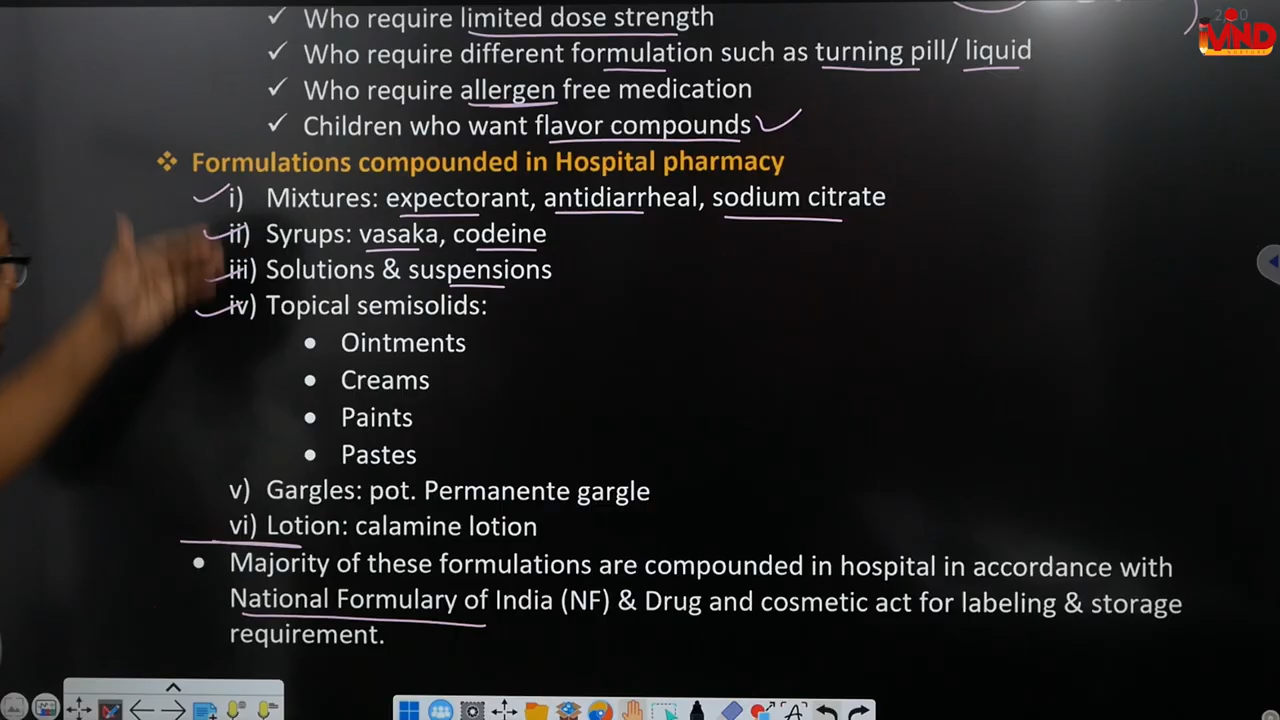 ✓ Who require limited dose strength
✓ Who require different formulation such as turning pill/ liquid
✓ Who require allergen free medication
✓ Children who want flavor compounds
❖ Formulations compounded in Hospital pharmacy
i) Mixtures: expectorant, antidiarrheal, sodium citrate
ii) Syrups: vasaka, codeine
iii) Solutions & suspensions
iv) Topical semisolids:
• Ointments
• Creams
• Paints
• Pastes
v) Gargles: pot. Permanente gargle
vi) Lotion: calamine lotion
• Majority of these formulations are compounded in hospital in accordance with
National Formulary of India (NF) & Drug and cosmetic act for labeling & storage
requirement.